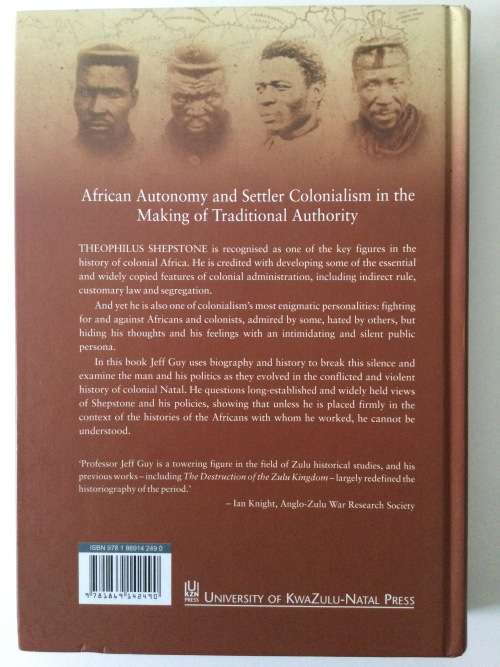 African Autonomy and Settler Colonialism in the
Making of Traditional Authority
THEOPHILUS SHEPSTONE is recognised as one of the key figures in the
history of colonial Africa. He is credited with developing some of the essential
and widely copied features of colonial administration, including indirect rule,
customary law and segregation.
And yet he is also one of colonialism's most enigmatic personalities: fighting
for and against Africans and colonists, admired by some, hated by others, but
hiding his thoughts and his feelings with an intimidating and silent public
persona.
In this book Jeff Guy uses biography and history to break this silence and
examine the man and his politics as they evolved in the conflicted and violent
history of colonial Natal. He questions long-established and widely held views
of Shepstone and his policies, showing that unless he is placed firmly in the
context of the histories of the Africans with whom he worked, he cannot be
understood.
'Professor Jeff Guy is a towering figure in the field of Zulu historical studies, and his
previous works – including The Destruction of the Zulu Kingdom – largely redefined the
historiography of the period.'
– Ian Knight, Anglo-Zulu War Research Society
ISBN 978 1 86914 249 0
9 781869 142490
U
KZN
PRESS
UNIVERSITY OF KWAZULU-NATAL PRESS